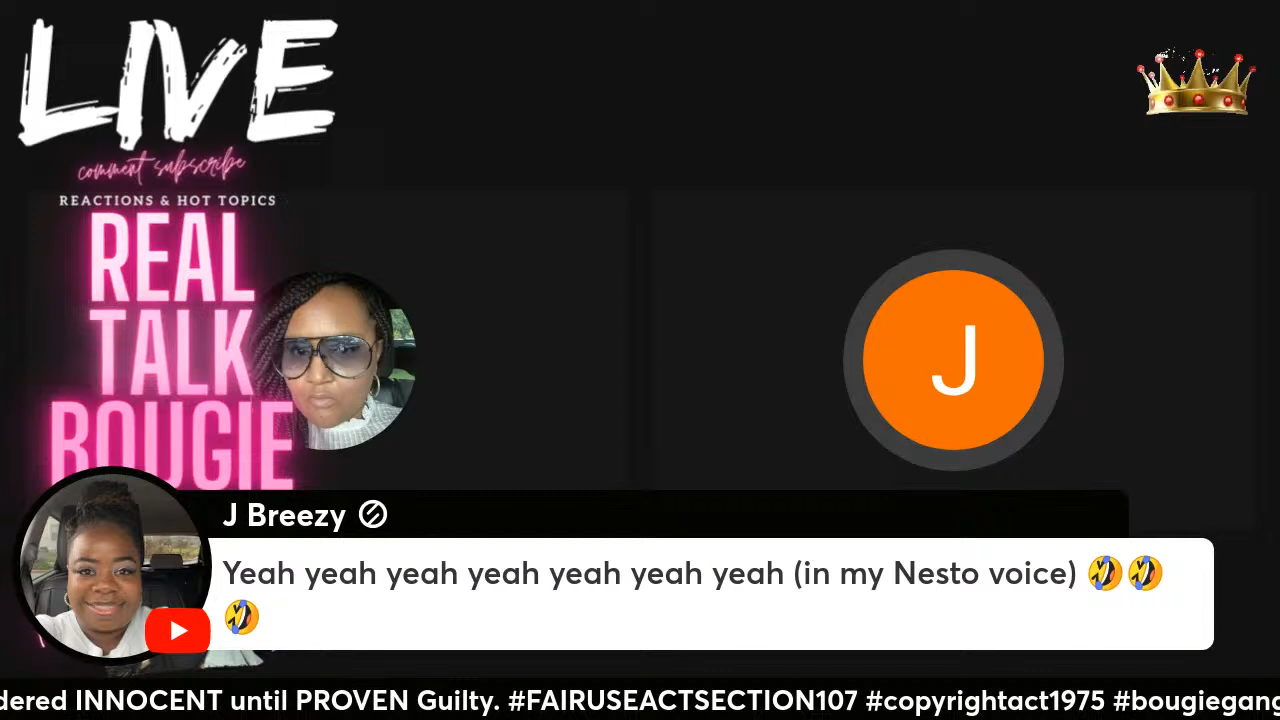 LIVE
comment subscribe
REACTIONS & HOT TOPICS
REAL
TALK
BOUGIE
J
J Breezy
Yeah yeah yeah yeah yeah yeah yeah (in my Nesto voice) 🤣🤣
🤣
dered INNOCENT until PROVEN Guilty. #FAIRUSEACTSECTION107 #copyrightact1975 #bougiegang